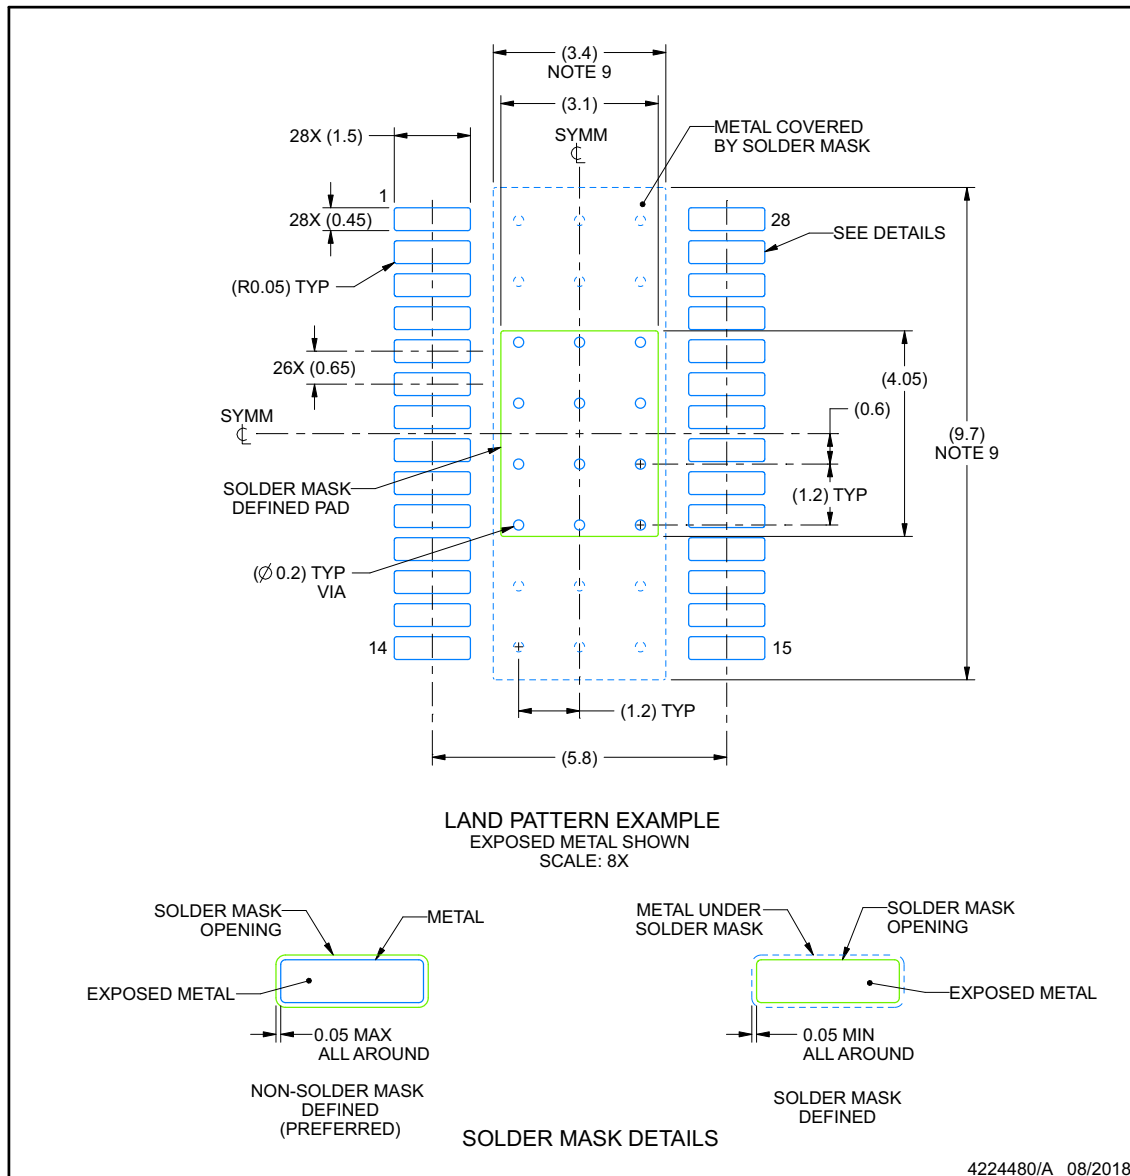 (3.4)
NOTE 9
(3.1)
SYMM
METAL COVERED
BY SOLDER MASK
28X (1.5)
1
28X (0.45)
28
SEE DETAILS
(R0.05) TYP
26X (0.65)
(4.05)
(0.6)
SYMM
(9.7)
NOTE 9
SOLDER MASK
DEFINED PAD
(1.2) TYP
(Ø 0.2) TYP
VIA
14
15
(1.2) TYP
(5.8)
LAND PATTERN EXAMPLE
EXPOSED METAL SHOWN
SCALE: 8X
SOLDER MASK
OPENING
METAL
EXPOSED METAL
0.05 MAX
ALL AROUND
NON-SOLDER MASK
DEFINED
(PREFERRED)
METAL UNDER
SOLDER MASK
SOLDER MASK
OPENING
EXPOSED METAL
0.05 MIN
ALL AROUND
SOLDER MASK
DEFINED
SOLDER MASK DETAILS
4224480/A 08/2018